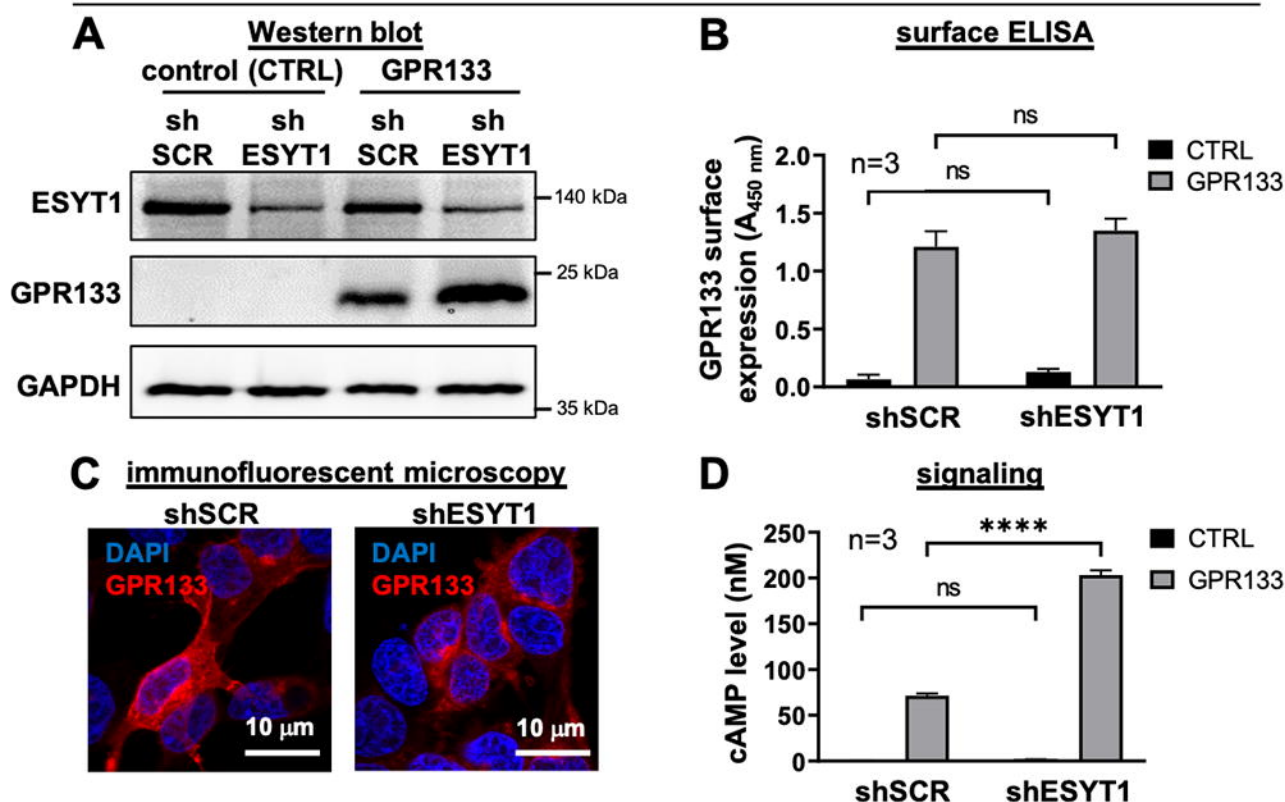 A
Western blot
control (CTRL) GPR133
sh sh sh sh
SCR ESYT1 SCR ESYT1
ESYT1
140 kDa
GPR133
25 kDa
GAPDH
35 kDa
B
surface ELISA
GPR133 surface
expression (A450 nm)
2.0
1.5
1.0
0.5
0.0
n=3
ns
ns
CTRL
GPR133
shSCR shESYT1
C
immunofluorescent microscopy
shSCR shESYT1
DAPI
GPR133
10 μm
DAPI
GPR133
10 μm
D
signaling
cAMP level (nM)
250
200
150
100
50
0
n=3
****
ns
CTRL
GPR133
shSCR shESYT1